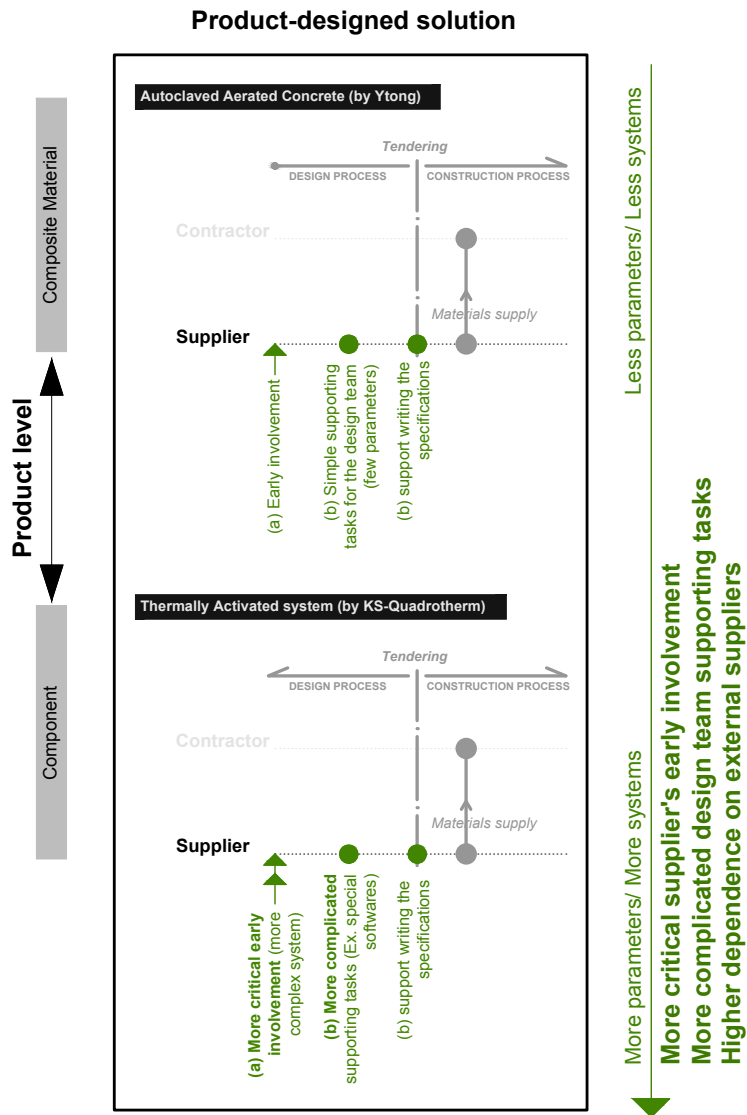 Product-designed solution
Autoclaved Aerated Concrete (by Ytong)
Tendering
DESIGN PROCESS
CONSTRUCTION PROCESS
Contractor
Materials supply
Supplier
(a) Early involvement
(b) Simple supporting
tasks for the design team
(few parameters)
(b) support writing the
specifications
Composite Material
Product level
Component
Thermally Activated system (by KS-Quadrotherm)
Tendering
DESIGN PROCESS
CONSTRUCTION PROCESS
Contractor
Materials supply
Supplier
(a) More critical early
involvement (more
complex system)
(b) More complicated
supporting tasks (Ex. special
softwares)
(b) support writing the
specifications
Less parameters/ Less systems
More parameters/ More systems
More critical supplier's early involvement
More complicated design team supporting tasks
Higher dependence on external suppliers